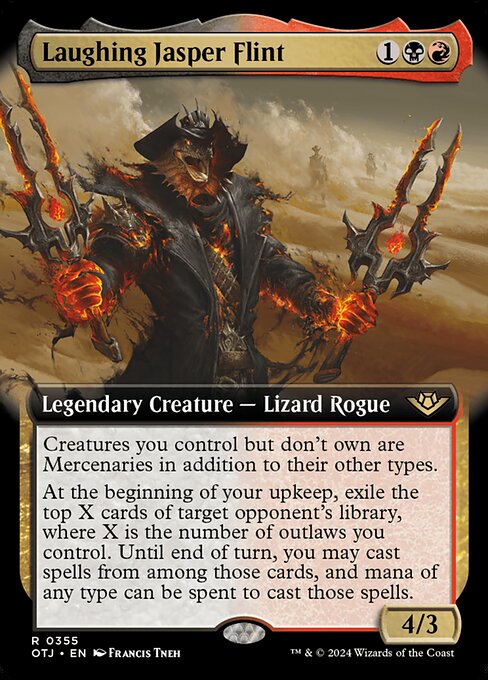 Laughing Jasper Flint 1
Legendary Creature — Lizard Rogue
Creatures you control but don't own are
Mercenaries in addition to their other types.
At the beginning of your upkeep, exile the
top X cards of target opponent's library,
where X is the number of outlaws you
control. Until end of turn, you may cast
spells from among those cards, and mana of
any type can be spent to cast those spells.
4/3
R 0355
OTJ • EN Francis Tneh
™ & © 2024 Wizards of the Coast